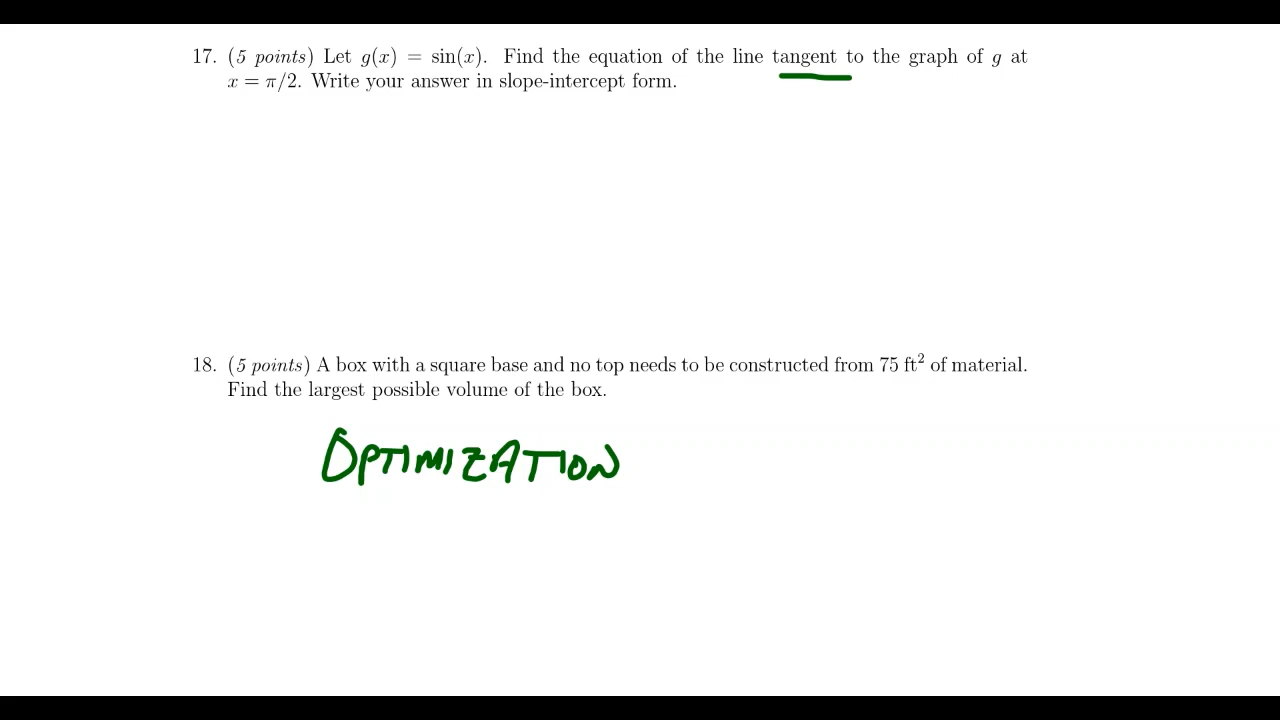 17. (5 points) Let g(x) = sin(x). Find the equation of the line tangent to the graph of g at
x = π/2. Write your answer in slope-intercept form.
18. (5 points) A box with a square base and no top needs to be constructed from 75 ft² of material.
Find the largest possible volume of the box.
OPTIMIZATION